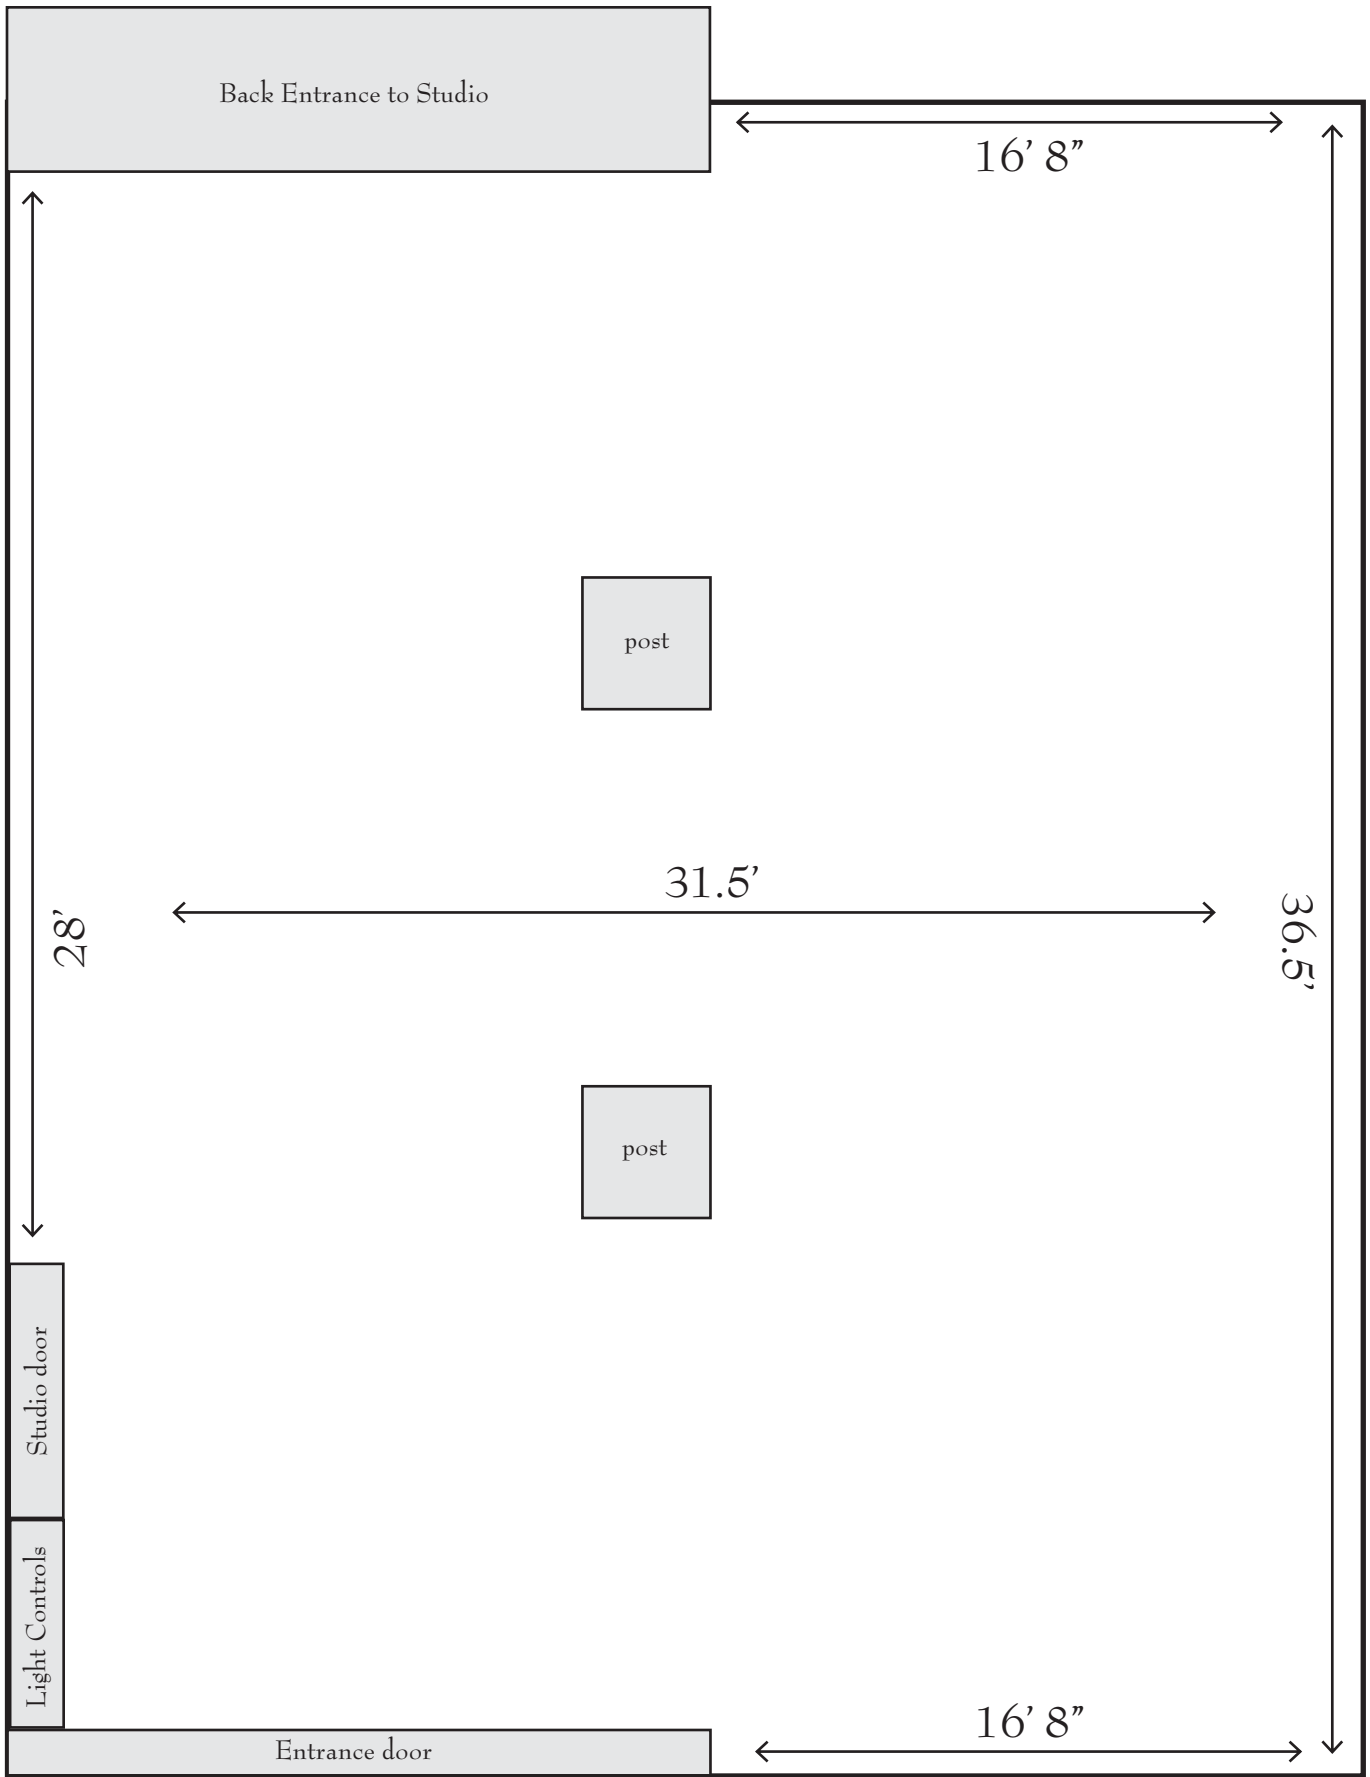 Back Entrance to Studio
16’ 8”
post
31.5’
28’
36.5’
post
Studio door
Light Controls
16’ 8”
Entrance door